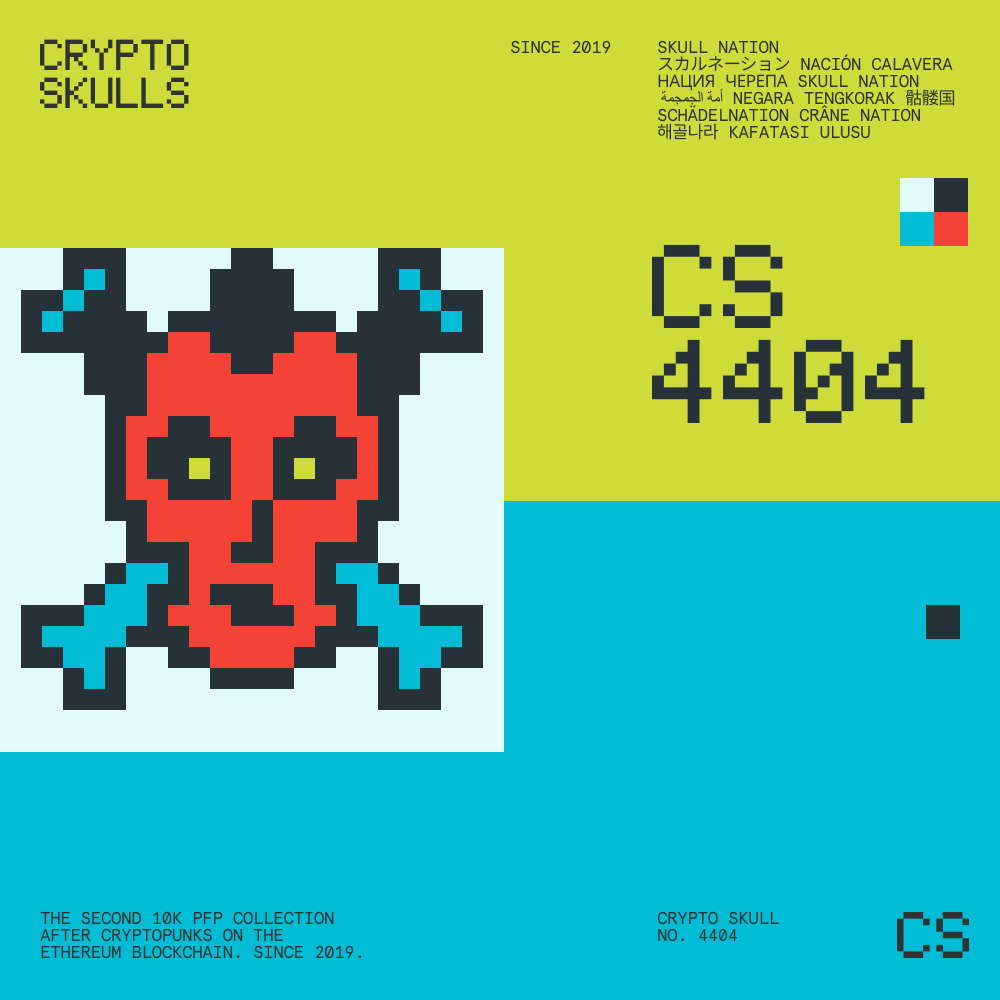 CRYPTO
SKULLS
SINCE 2019
SKULL NATION
スカルネーション NACIÓN CALAVERA
НАЦИЯ ЧЕРЕПА SKULL NATION
أمة الجمجمة NEGARA TENGKORAK 骷髅国
SCHÄDELNATION CRÂNE NATION
해골나라 KAFATASI ULUSU
CS
4404
THE SECOND 10K PFP COLLECTION
AFTER CRYPTOPUNKS ON THE
ETHEREUM BLOCKCHAIN. SINCE 2019.
CRYPTO SKULL
NO. 4404
CS